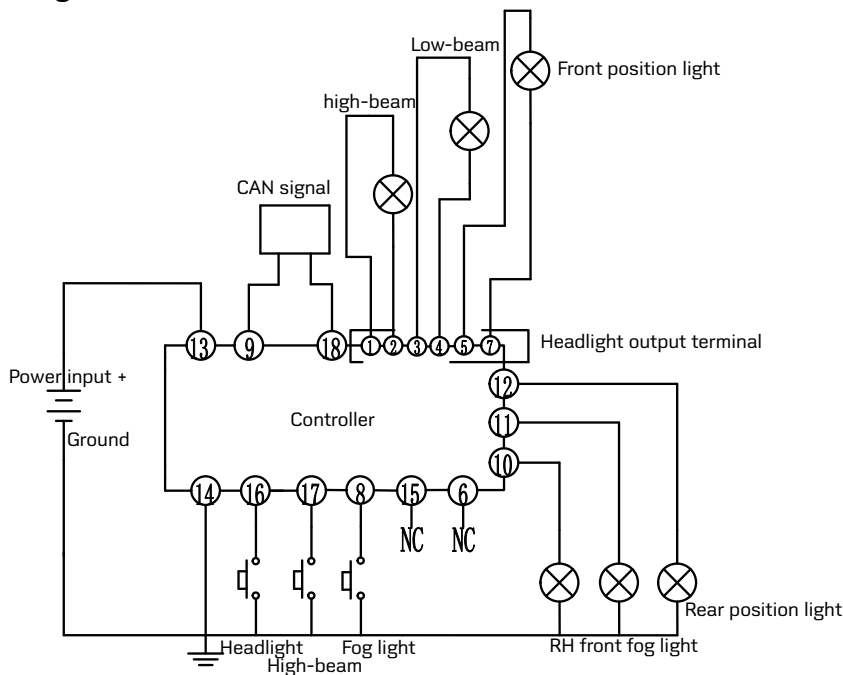 Low-beam
Front position light
high-beam
CAN signal
13
9
18
1
2
3
4
5
7
Headlight output terminal
Power input +
12
Ground
Controller
11
10
14
16
17
8
15
6
NC
NC
Rear position light
Headlight
Fog light
RH front fog light
High-beam